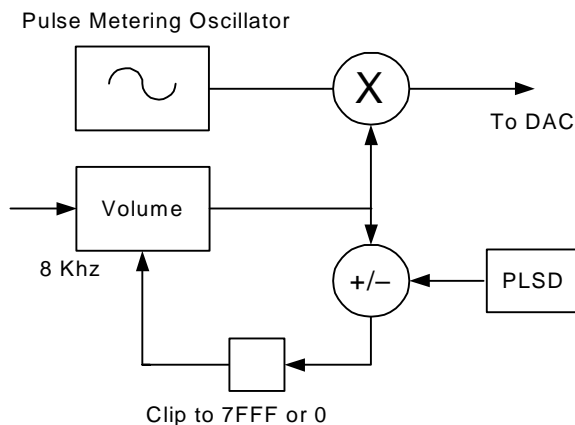 Pulse Metering Oscillator
X
To DAC
Volume
8 Khz
+/−
PLSD
Clip to 7FFF or 0